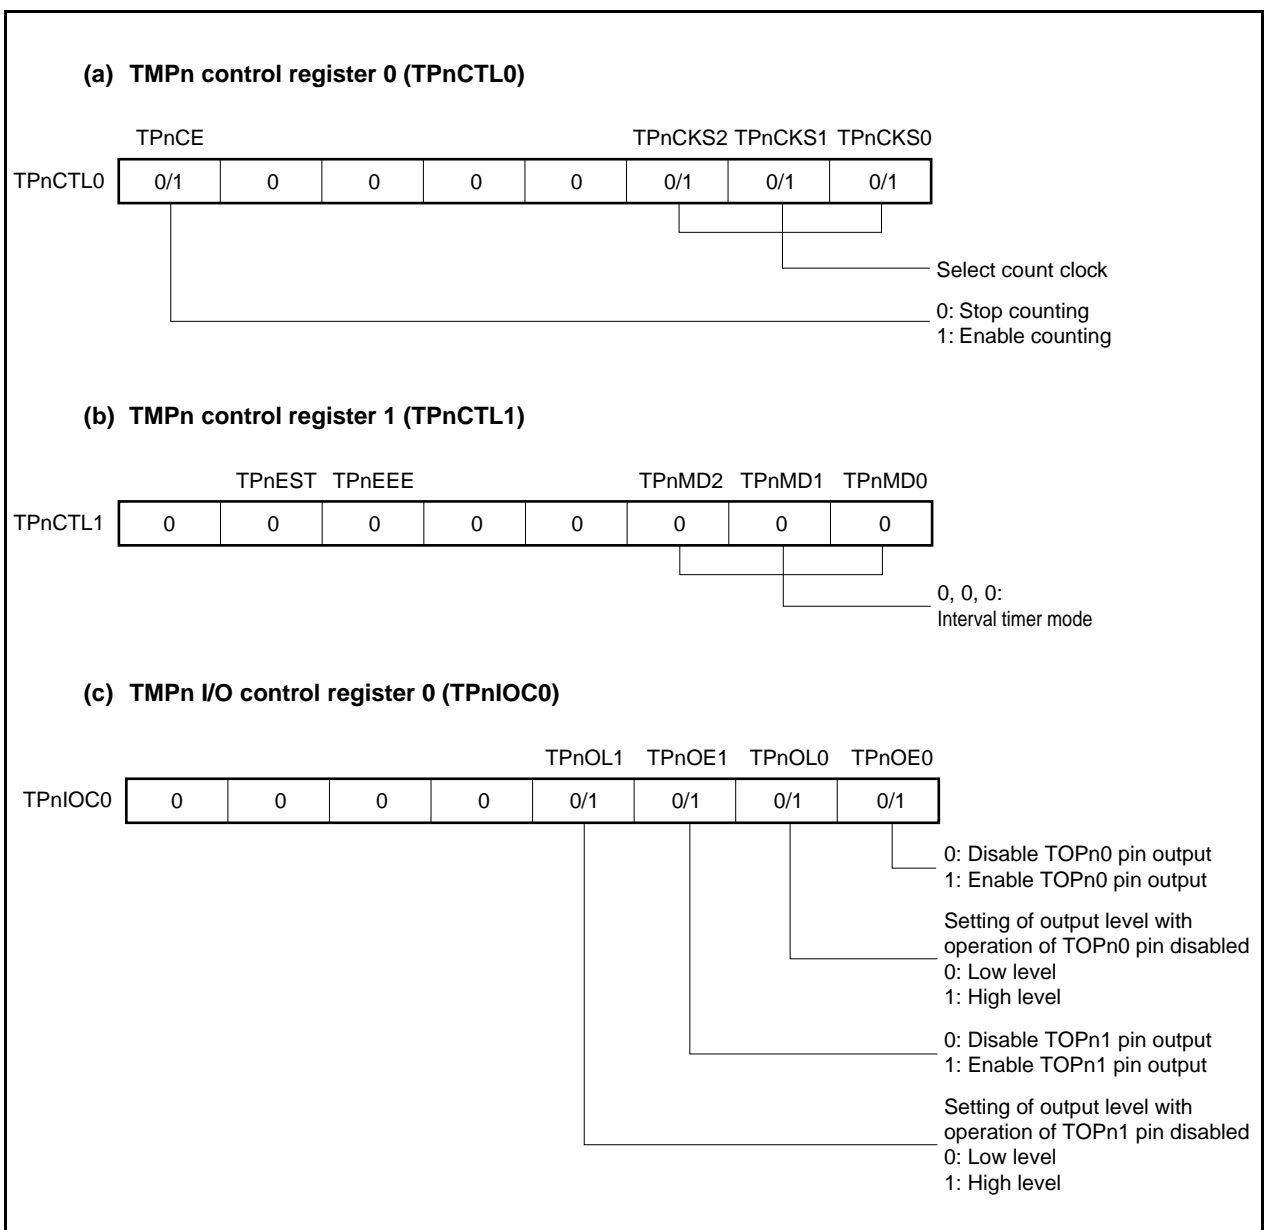 (a) TMPn control register 0 (TPnCTL0)
TPnCE TPnCKS2 TPnCKS1 TPnCKS0
TPnCTL0 0/1 0 0 0 0 0/1 0/1 0/1
Select count clock
0: Stop counting
1: Enable counting
(b) TMPn control register 1 (TPnCTL1)
TPnEST TPnEEE TPnMD2 TPnMD1 TPnMD0
TPnCTL1 0 0 0 0 0 0 0 0
0, 0, 0:
Interval timer mode
(c) TMPn I/O control register 0 (TPnIOC0)
TPnOL1 TPnOE1 TPnOL0 TPnOE0
TPnIOC0 0 0 0 0 0/1 0/1 0/1 0/1
0: Disable TOPn0 pin output
1: Enable TOPn0 pin output
Setting of output level with
operation of TOPn0 pin disabled
0: Low level
1: High level
0: Disable TOPn1 pin output
1: Enable TOPn1 pin output
Setting of output level with
operation of TOPn1 pin disabled
0: Low level
1: High level